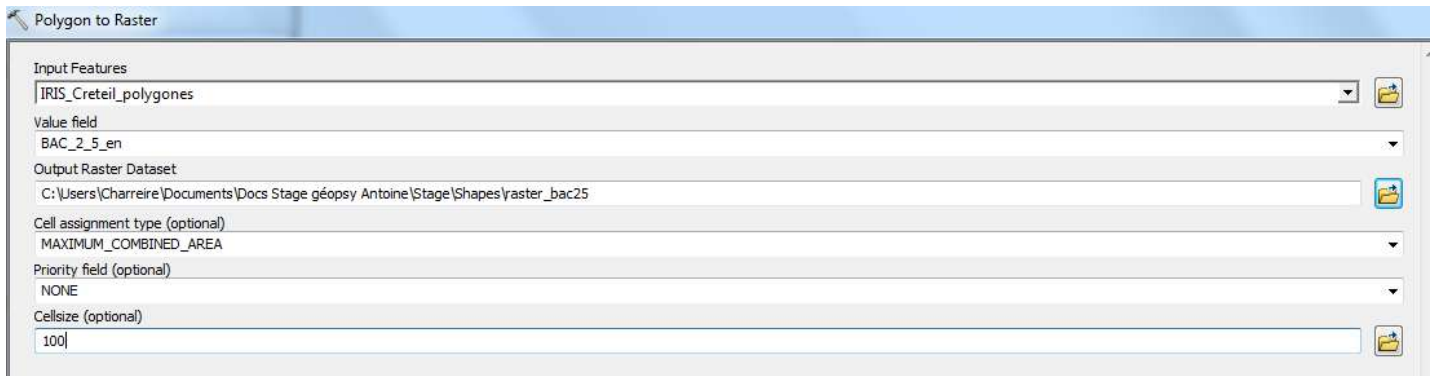 Polygon to Raster
Input Features
IRIS_Creteil_polygones
Value field
BAC_2_5_en
Output Raster Dataset
C:\Users\Charreire\Documents\Docs Stage géopsy Antoine\Stage\Shapes\raster_bac25
Cell assignment type (optional)
MAXIMUM_COMBINED_AREA
Priority field (optional)
NONE
Cellsize (optional)
100